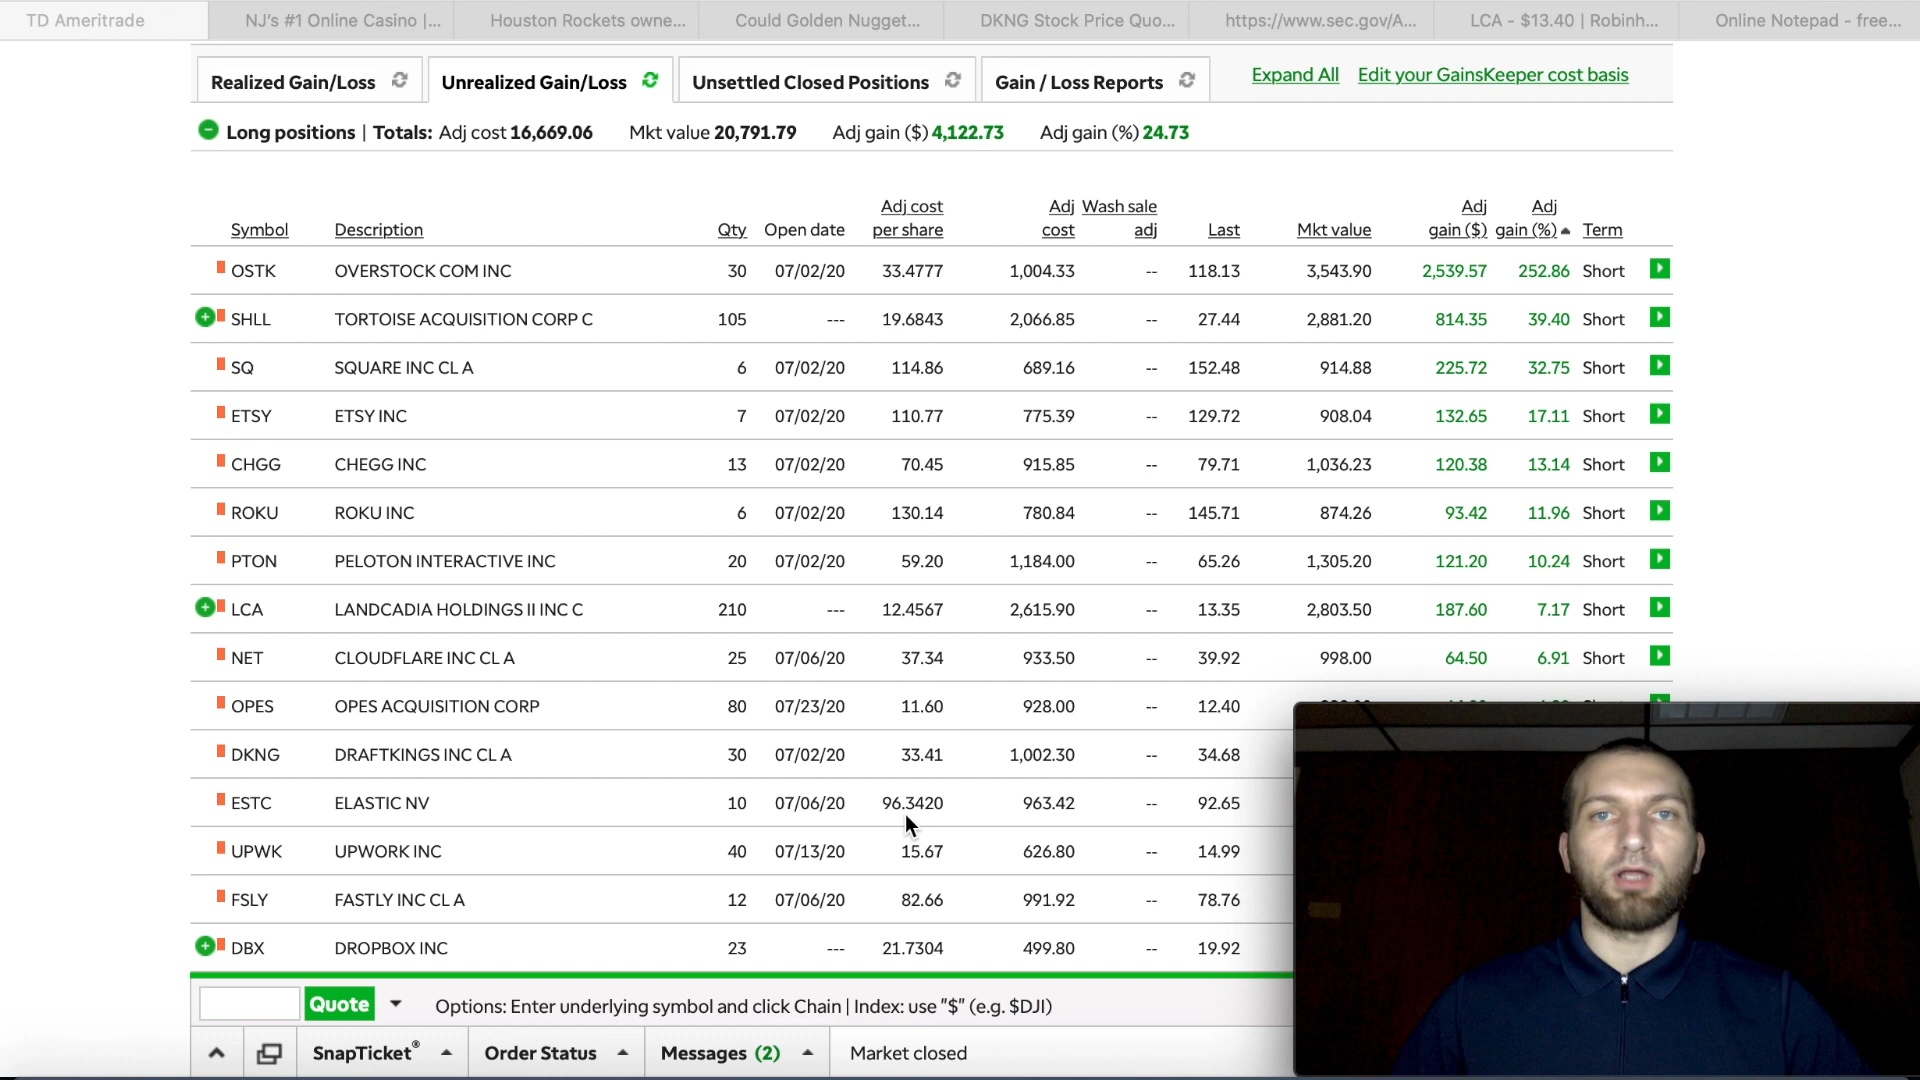 TD Ameritrade NJ's #1 Online Casino |... Houston Rockets owne... Could Golden Nugget... DKNG Stock Price Quo... https://www.sec.gov/A... LCA - $13.40 | Robinh... Online Notepad - free...
Realized Gain/Loss Unrealized Gain/Loss Unsettled Closed Positions Gain / Loss Reports Expand All Edit your GainsKeeper cost basis
Long positions | Totals: Adj cost 16,669.06 Mkt value 20,791.79 Adj gain ($) 4,122.73 Adj gain (%) 24.73
Adj cost Adj Wash sale Adj Adj
Symbol Description Qty Open date per share cost adj Last Mkt value gain ($) gain (%) Term
OSTK OVERSTOCK COM INC 30 07/02/20 33.4777 1,004.33 -- 118.13 3,543.90 2,539.57 252.86 Short
SHLL TORTOISE ACQUISITION CORP C 105 --- 19.6843 2,066.85 -- 27.44 2,881.20 814.35 39.40 Short
SQ SQUARE INC CL A 6 07/02/20 114.86 689.16 -- 152.48 914.88 225.72 32.75 Short
ETSY ETSY INC 7 07/02/20 110.77 775.39 -- 129.72 908.04 132.65 17.11 Short
CHGG CHEGG INC 13 07/02/20 70.45 915.85 -- 79.71 1,036.23 120.38 13.14 Short
ROKU ROKU INC 6 07/02/20 130.14 780.84 -- 145.71 874.26 93.42 11.96 Short
PTON PELOTON INTERACTIVE INC 20 07/02/20 59.20 1,184.00 -- 65.26 1,305.20 121.20 10.24 Short
LCA LANDCADIA HOLDINGS II INC C 210 --- 12.4567 2,615.90 -- 13.35 2,803.50 187.60 7.17 Short
NET CLOUDFLARE INC CL A 25 07/06/20 37.34 933.50 -- 39.92 998.00 64.50 6.91 Short
OPES OPES ACQUISITION CORP 80 07/23/20 11.60 928.00 -- 12.40
DKNG DRAFTKINGS INC CL A 30 07/02/20 33.41 1,002.30 -- 34.68
ESTC ELASTIC NV 10 07/06/20 96.3420 963.42 -- 92.65
UPWK UPWORK INC 40 07/13/20 15.67 626.80 -- 14.99
FSLY FASTLY INC CL A 12 07/06/20 82.66 991.92 -- 78.76
DBX DROPBOX INC 23 --- 21.7304 499.80 -- 19.92
Quote Options: Enter underlying symbol and click Chain | Index: use "$" (e.g. $DJI)
SnapTicket® Order Status Messages (2) Market closed